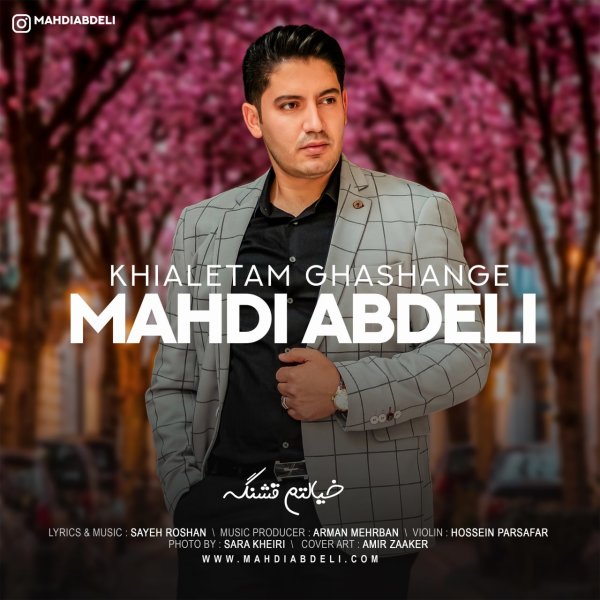 MAHDIABDELI
KHIALETAM GHASHANGE
MAHDI ABDELI
خیالتم قشنگه
LYRICS & MUSIC : SAYEH ROSHAN \ MUSIC PRODUCER : ARMAN MEHRBAN \ VIOLIN : HOSSEIN PARSAFAR
PHOTO BY : SARA KHEIRI \ COVER ART : AMIR ZAAKER
WWW.MAHDIABDELI.COM